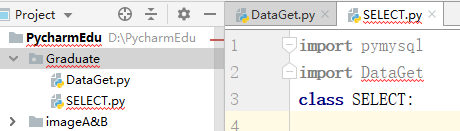 Project
PycharmEdu D:\PycharmEdu
Graduate
DataGet.py
SELECT.py
imageA&B
DataGet.py
SELECT.py
1 import pymysql
2 import DataGet
3 class SELECT:
4